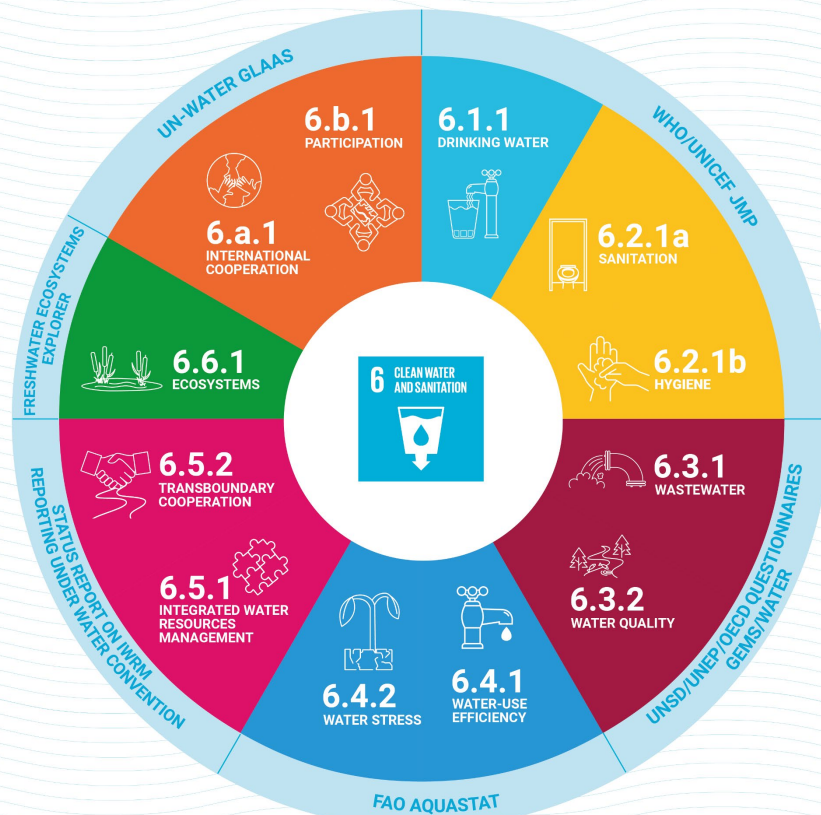 UN-WATER GLAAS
WHO/UNICEF JMP
6.b.1
PARTICIPATION
6.1.1
DRINKING WATER
6.a.1
INTERNATIONAL
COOPERATION
6.2.1a
SANITATION
FRESHWATER ECOSYSTEMS
EXPLORER
6.6.1
ECOSYSTEMS
6 CLEAN WATER
AND SANITATION
6.2.1b
HYGIENE
6.5.2
TRANSBOUNDARY
COOPERATION
6.3.1
WASTEWATER
STATUS REPORT ON IWRM
REPORTING UNDER WATER CONVENTION
6.5.1
INTEGRATED WATER
RESOURCES
MANAGEMENT
6.3.2
WATER QUALITY
UNSD/UNEP/OECD QUESTIONNAIRES
GEMS/WATER
6.4.2
WATER STRESS
6.4.1
WATER-USE
EFFICIENCY
FAO AQUASTAT